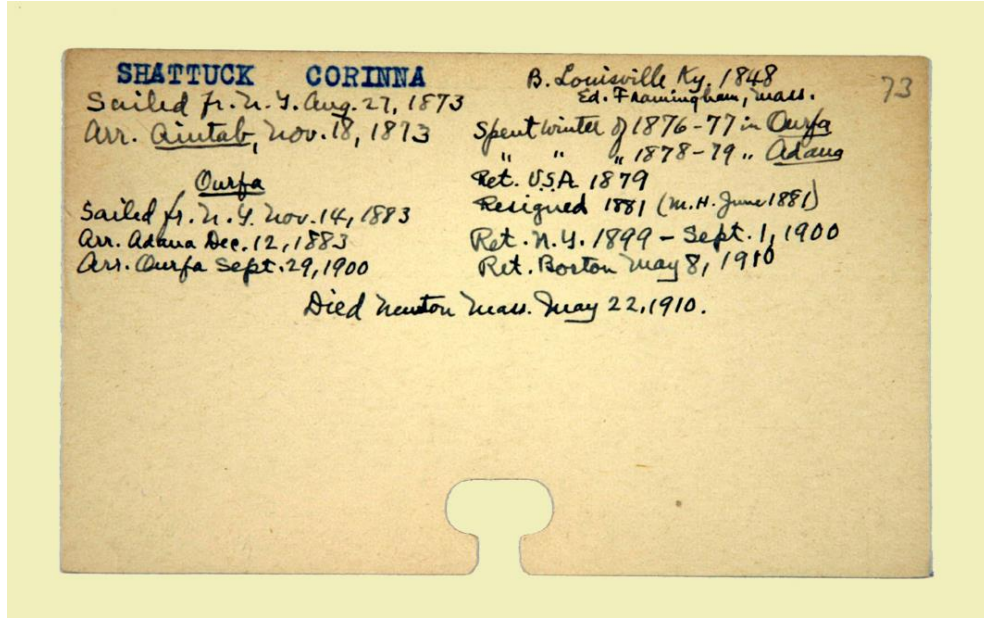 SHATTUCK CORINNA
Sailed fr. N.Y. Aug. 27, 1873
Arr. Aintab, Nov. 18, 1873
Ourfa
Sailed fr. N.Y. Nov. 14, 1883
Arr. Adana Dec. 12, 1883
Arr. Ourfa Sept. 29, 1900
B. Louisville Ky. 1848
Ed. Framingham, Mass.
73
Spent winter of 1876-77 in Ourfa
" " " 1878-79 " Adana
Ret. U.S.A. 1879
Resigned 1881 (M.H. June 1881)
Ret. N.Y. 1899 - Sept. 1, 1900
Ret. Boston May 8, 1910
Died Newton Mass. May 22, 1910.